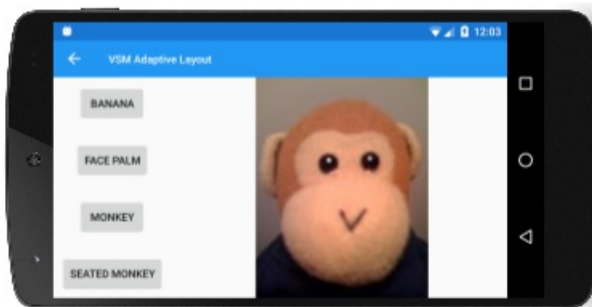 12:03
VSM Adaptive Layout
BANANA
FACE PALM
MONKEY
SEATED MONKEY